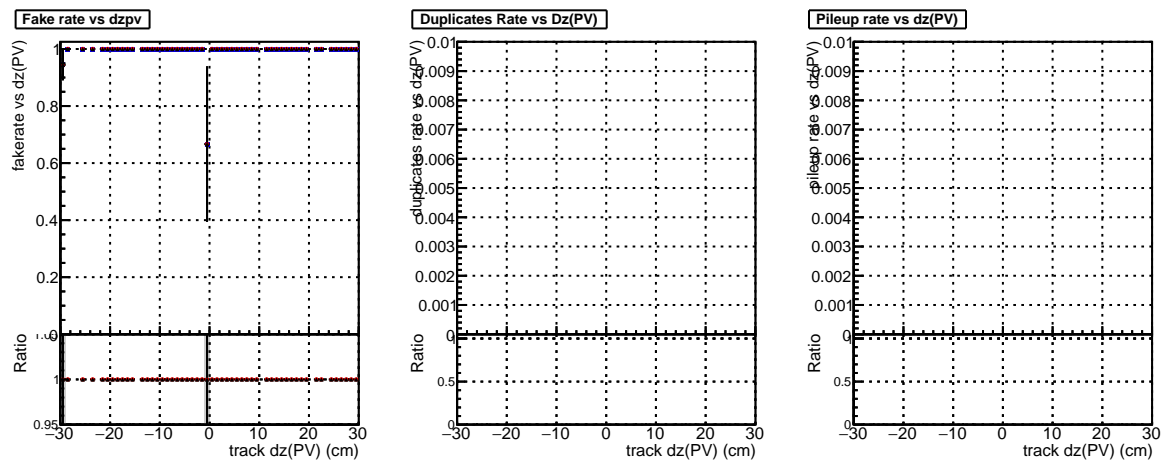 Fake rate vs dzpv
fakerate vs dz(PV)
1
0.8
0.6
0.4
0.2
0
Ratio
1
0.95
−30 −20 −10 0 10 20 30
track dz(PV) (cm)
Duplicates Rate vs Dz(PV)
duplicates rate vs dz(PV)
0.01
0.009
0.008
0.007
0.006
0.005
0.004
0.003
0.002
0.001
0
Ratio
1
0.5
0
−30 −20 −10 0 10 20 30
track dz(PV) (cm)
Pileup rate vs dz(PV)
pileup rate vs dz(PV)
0.01
0.009
0.008
0.007
0.006
0.005
0.004
0.003
0.002
0.001
0
Ratio
1
0.5
0
−30 −20 −10 0 10 20 30
track dz(PV) (cm)